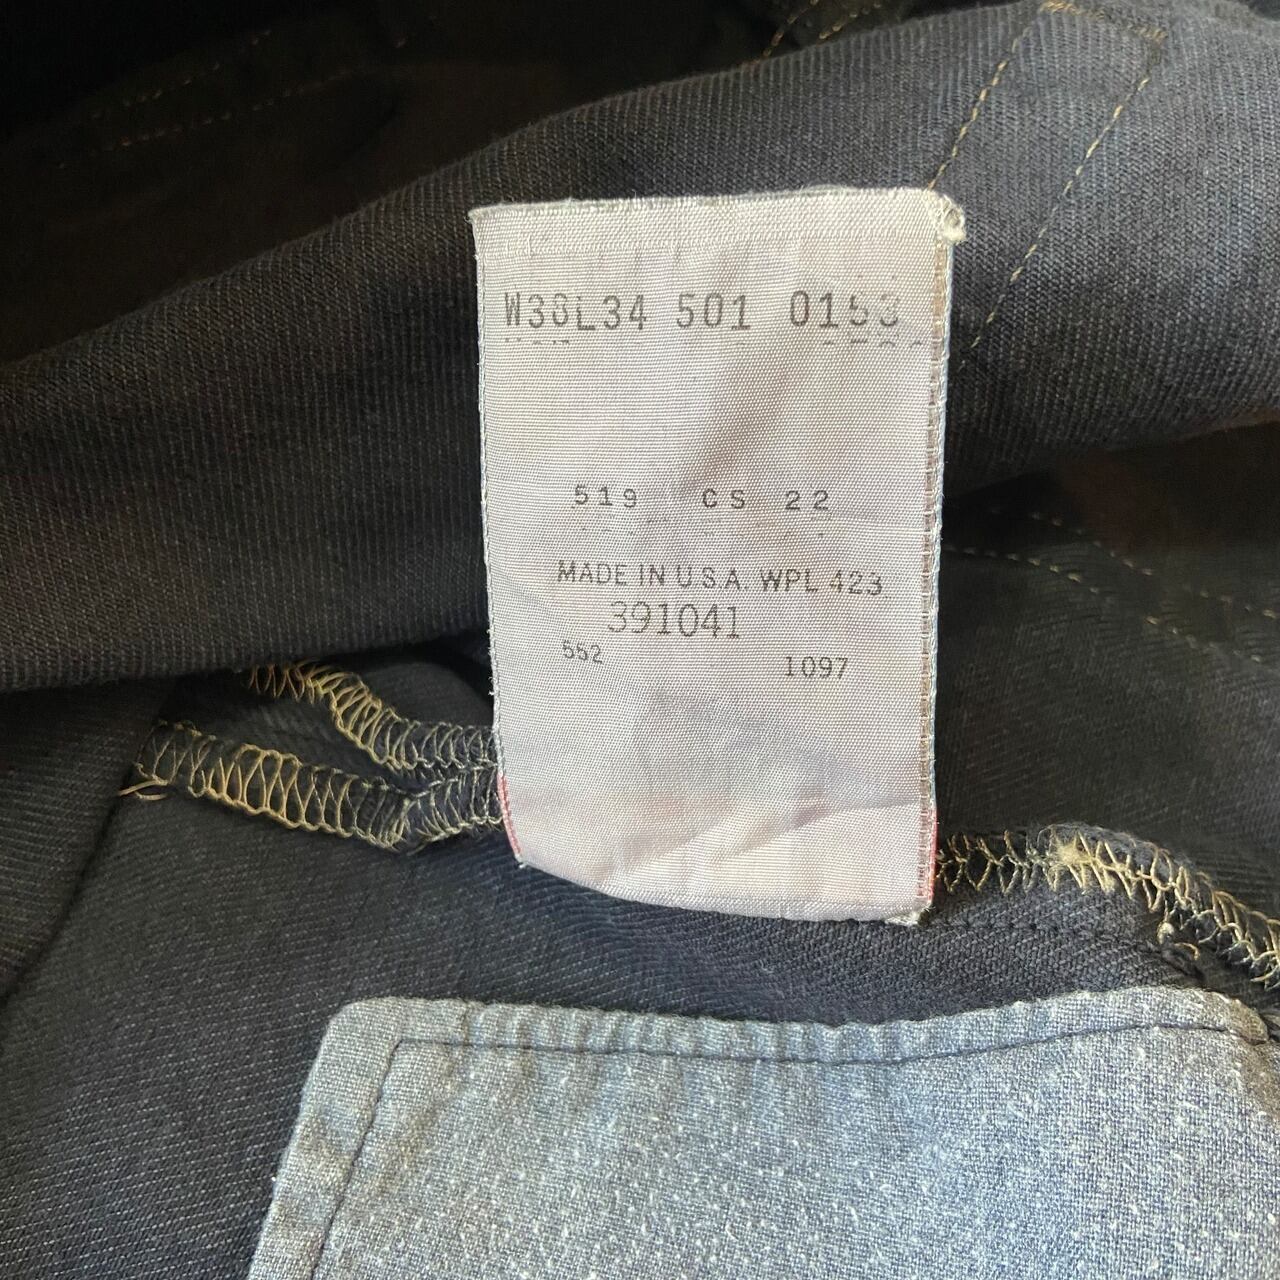 W38L34 501 0153
519 CS 22
MADE IN U.S.A. WPL 423
391041
552 1097